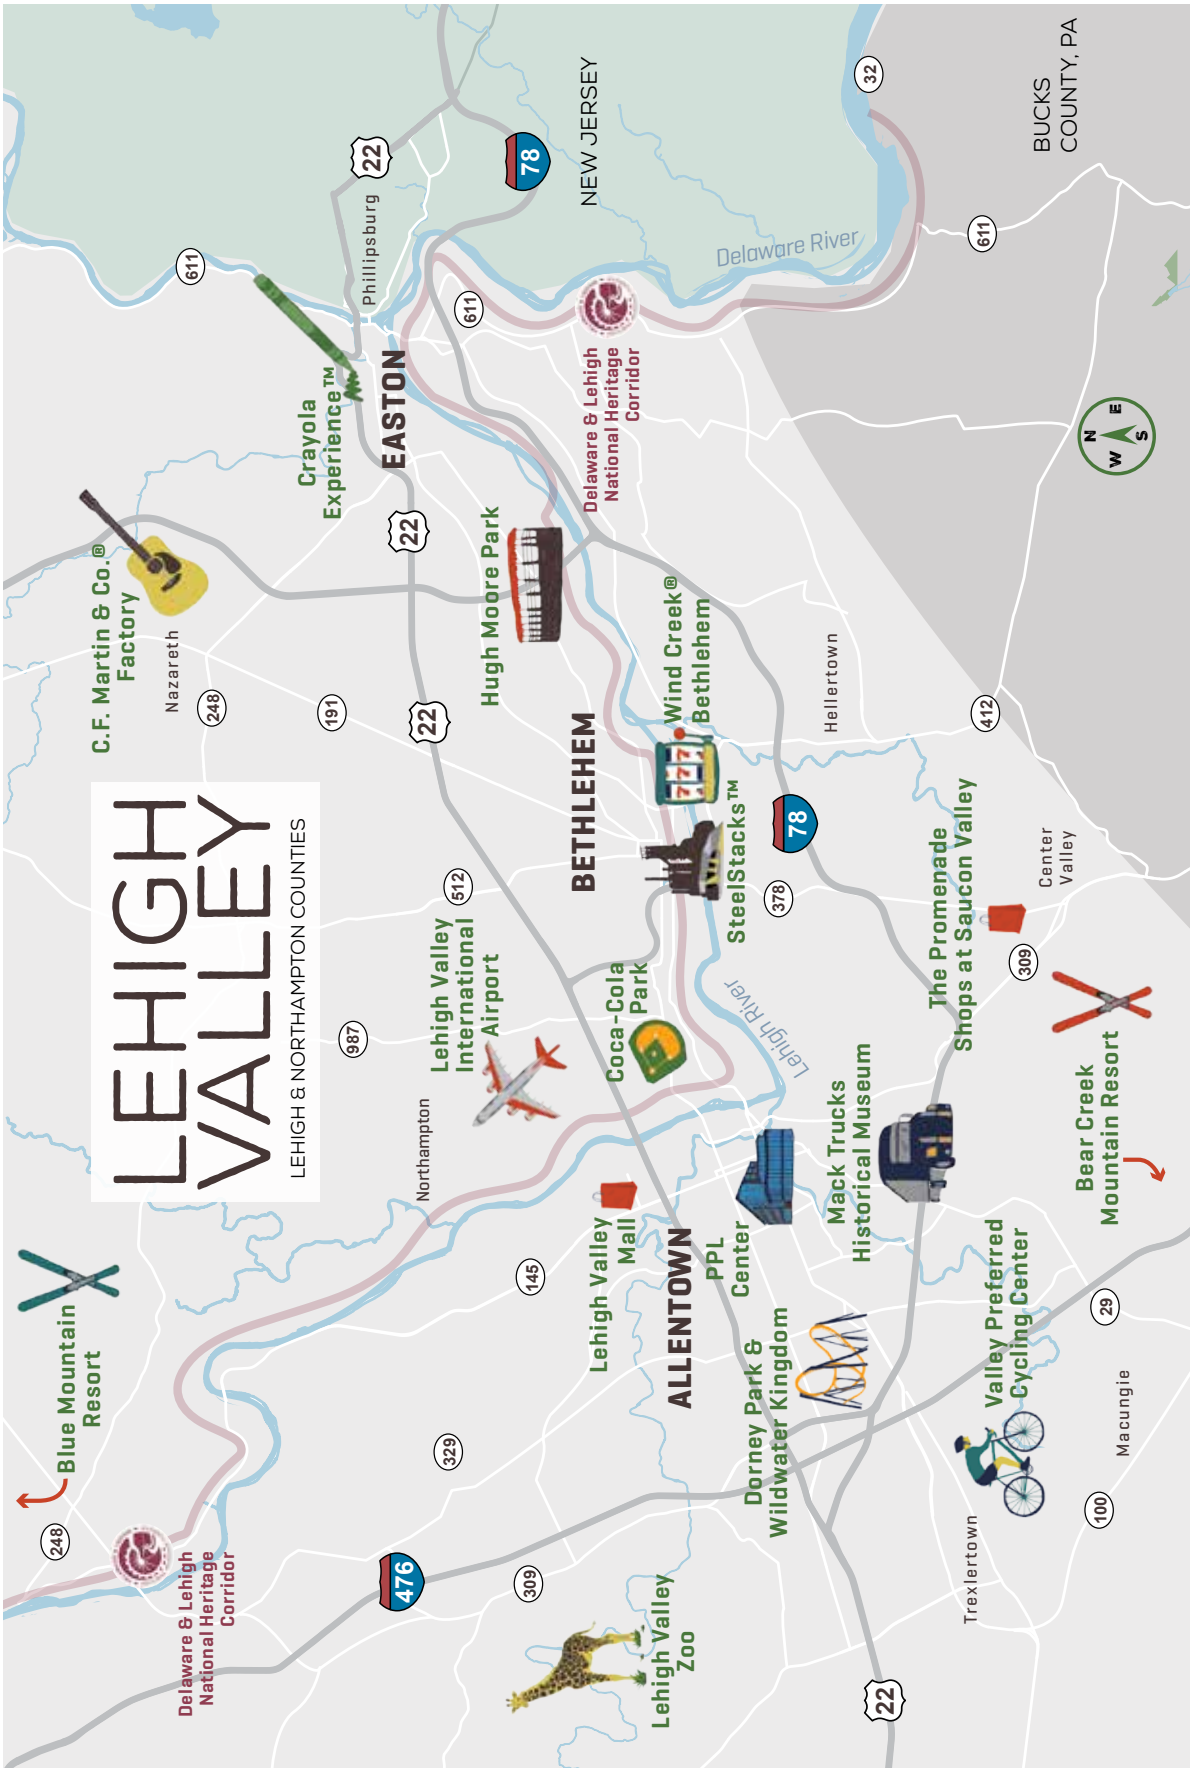 LEHIGH
VALLEY
LEHIGH & NORTHAMPTON COUNTIES
Blue Mountain
Resort
248
Delaware & Lehigh
National Heritage
Corridor
476
309
329
145
Lehigh Valley
Zoo
22
Northampton
987
Lehigh Valley
International
Airport
512
Lehigh Valley
Mall
ALLENTOWN
PPL
Center
Coca-Cola
Park
Lehigh River
Dorney Park &
Wildwater Kingdom
Mack Trucks
Historical Museum
Valley Preferred
Cycling Center
Trexlertown
Macungie
100
29
Bear Creek
Mountain Resort
C.F. Martin & Co.®
Factory
Nazareth
248
191
22
22
Crayola
Experience™
EASTON
611
Phillipsburg
22
78
NEW JERSEY
611
Hugh Moore Park
Delaware & Lehigh
National Heritage
Corridor
Delaware River
BETHLEHEM
Wind Creek®
Bethlehem
777
SteelStacks™
378
78
Hellertown
412
The Promenade
Shops at Saucon Valley
309
Center
Valley
32
611
BUCKS
COUNTY, PA
N
W
E
S